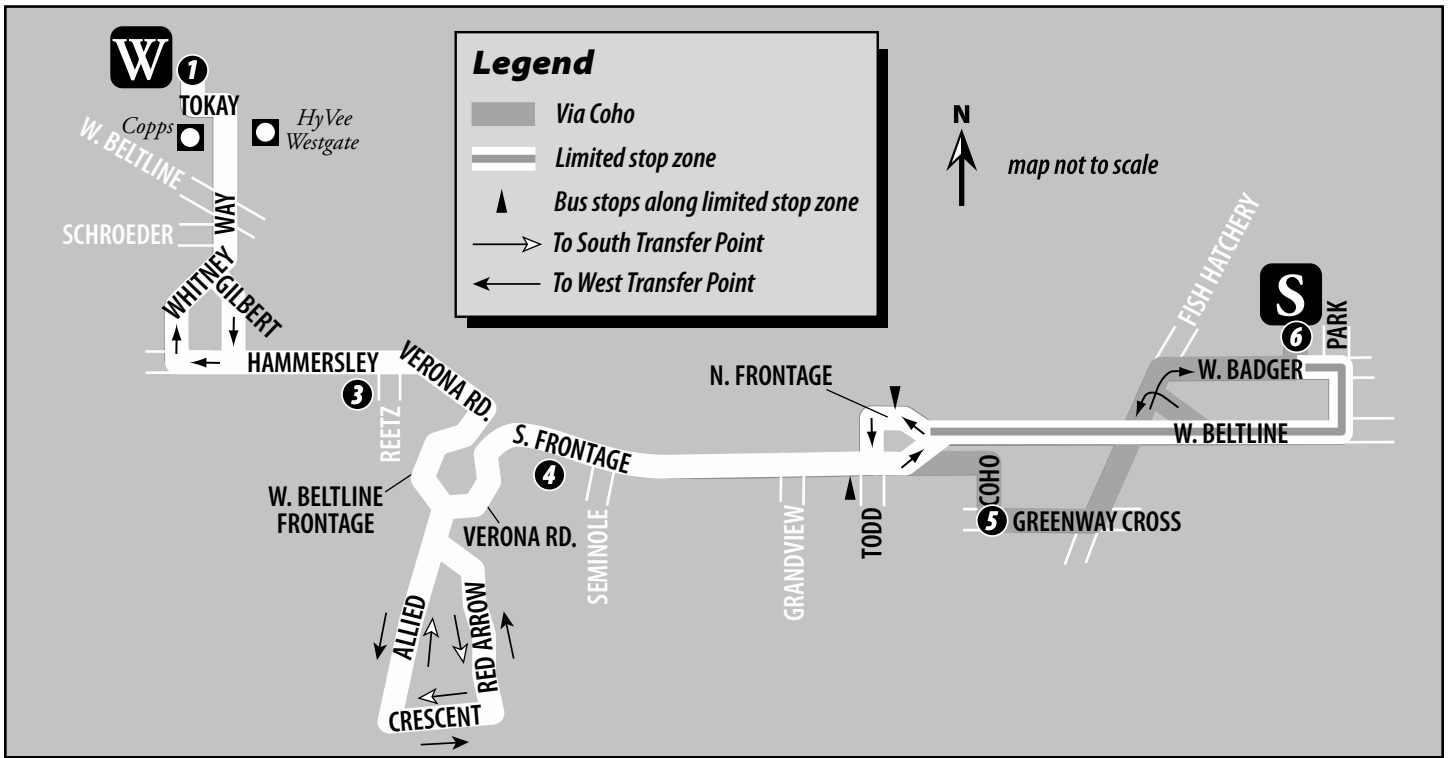 W
1
TOKAY
Copps
HyVee
Westgate
W. BELTLINE
WAY
SCHROEDER
WHITNEY
GILBERT
HAMMERSLEY
3
REETZ
VERONA RD.
Legend
Via Coho
Limited stop zone
Bus stops along limited stop zone
To South Transfer Point
To West Transfer Point
N
map not to scale
FISH HATCHERY
S
6
PARK
W. BADGER
N. FRONTAGE
W. BELTLINE
S. FRONTAGE
4
W. BELTLINE
FRONTAGE
VERONA RD.
SEMINOLE
GRANDVIEW
TODD
COHO
5
GREENWAY CROSS
ALLIED
RED ARROW
CRESCENT